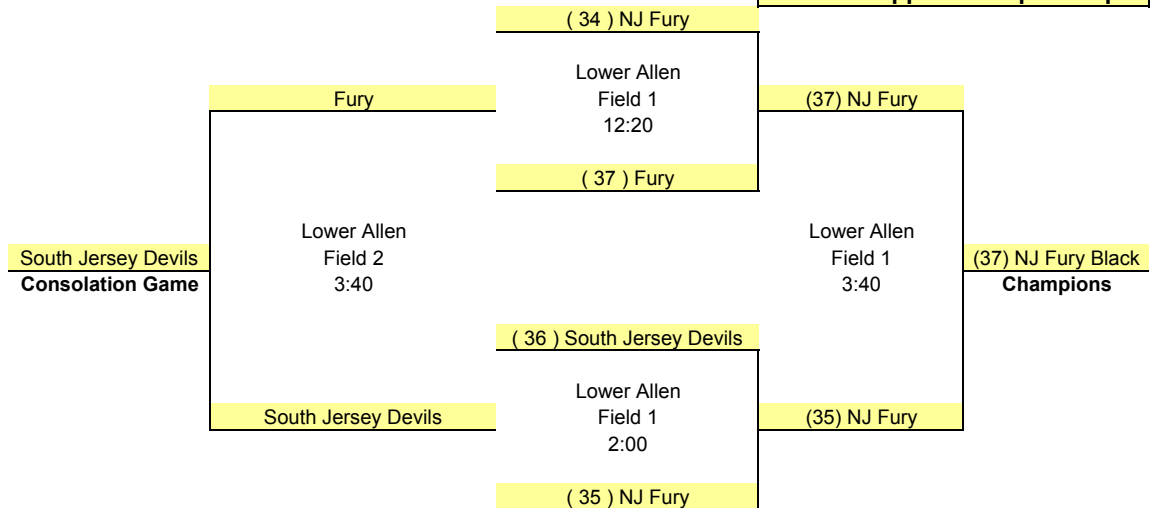 ( 34 ) NJ Fury
Lower Allen
Fury Field 1 (37) NJ Fury
12:20
( 37 ) Fury
Lower Allen Lower Allen
South Jersey Devils Field 2 Field 1 (37) NJ Fury Black
Consolation Game 3:40 3:40 Champions
( 36 ) South Jersey Devils
Lower Allen
South Jersey Devils Field 1 (35) NJ Fury
2:00
( 35 ) NJ Fury